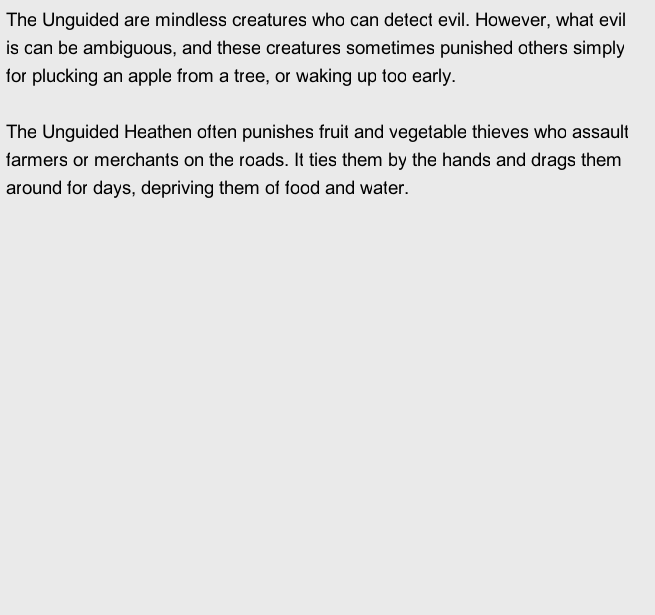 The Unguided are mindless creatures who can detect evil. However, what evil
is can be ambiguous, and these creatures sometimes punished others simply
for plucking an apple from a tree, or waking up too early.
The Unguided Heathen often punishes fruit and vegetable thieves who assault
farmers or merchants on the roads. It ties them by the hands and drags them
around for days, depriving them of food and water.